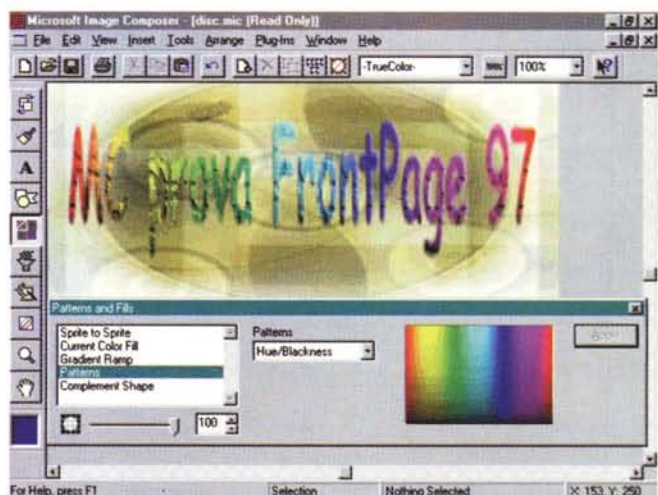 Microsoft Image Composer - [disc.mic (Read Only)]
File Edit View Insert Tools Arrange Plug-Ins Window Help
-TrueColor- 100%
A
MC prova FrontPage 97
Patterns and Fills
Sprite to Sprite
Current Color Fill
Gradient Ramp
Patterns
Complement Shape
Patterns
Hue/Blackness
Apply
100
For Help, press F1 Selection Nothing Selected X: 153, Y: 250